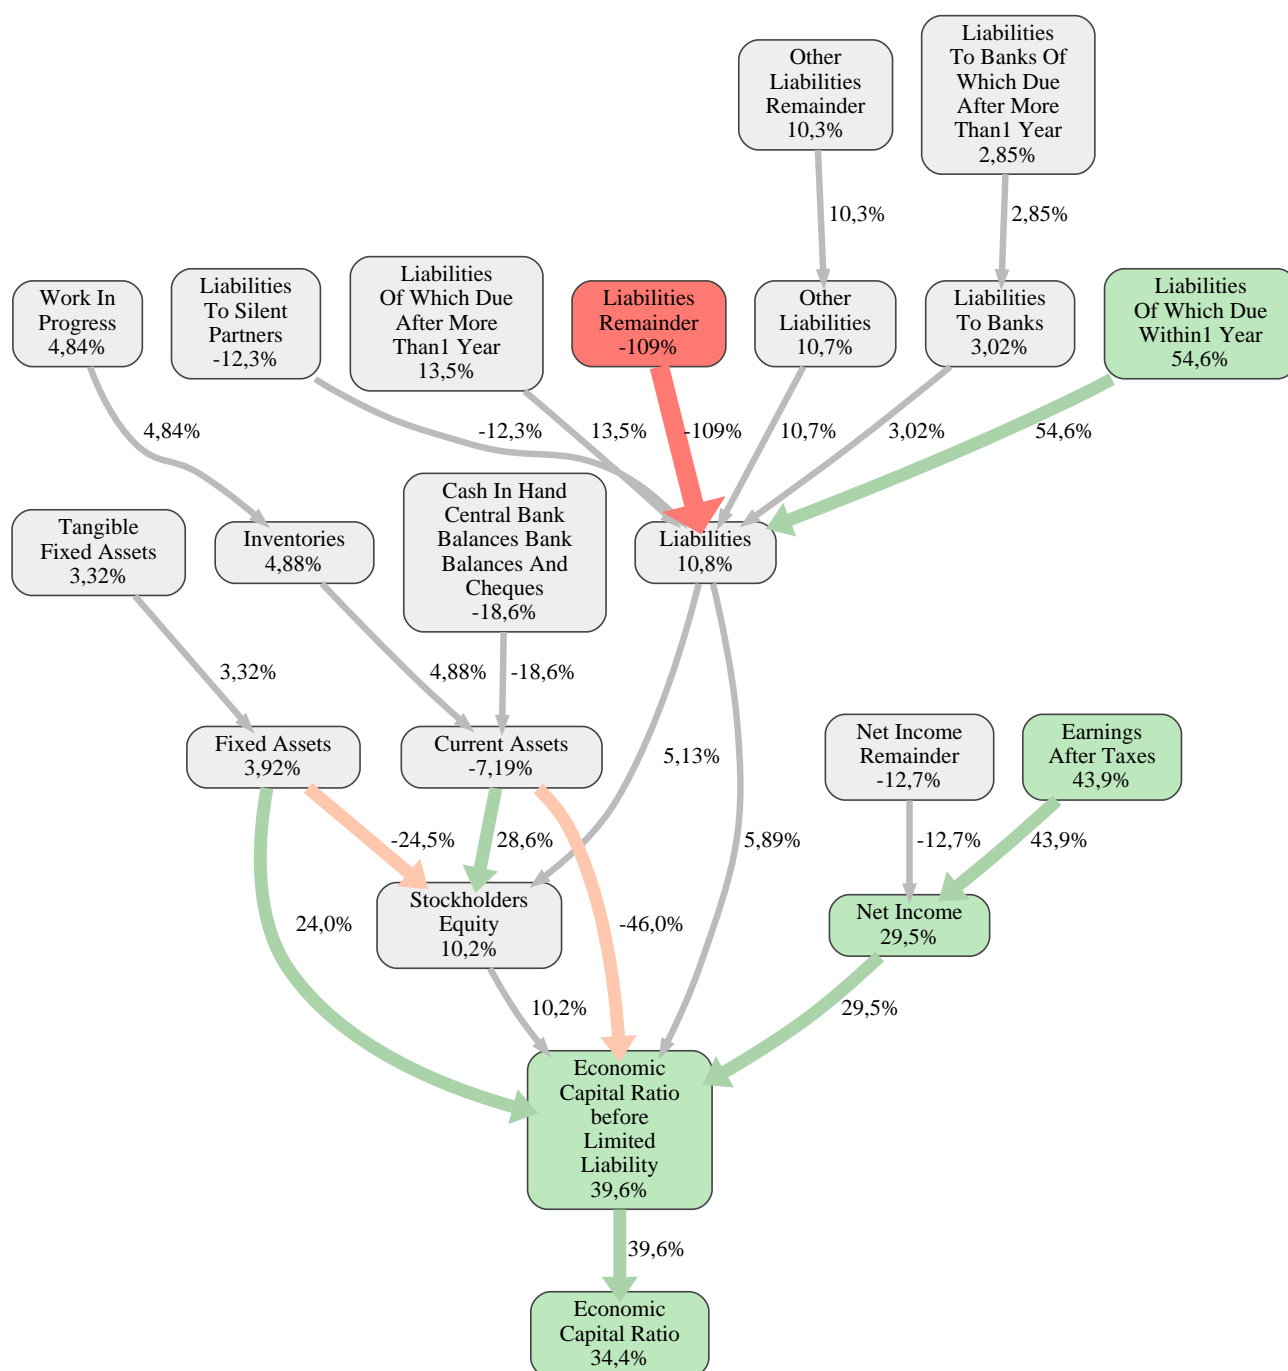 Other
Liabilities
Remainder
10,3%
Liabilities
To Banks Of
Which Due
After More
Than1 Year
2,85%
10,3%
2,85%
Work In
Progress
4,84%
Liabilities
To Silent
Partners
-12,3%
Liabilities
Of Which Due
After More
Than1 Year
13,5%
Liabilities
Remainder
-109%
Other
Liabilities
10,7%
Liabilities
To Banks
3,02%
Liabilities
Of Which Due
Within1 Year
54,6%
4,84%
-12,3%
13,5%
-109%
10,7%
3,02%
54,6%
Tangible
Fixed Assets
3,32%
Inventories
4,88%
Cash In Hand
Central Bank
Balances Bank
Balances And
Cheques
-18,6%
Liabilities
10,8%
3,32%
4,88%
-18,6%
Fixed Assets
3,92%
Current Assets
-7,19%
5,13%
Net Income
Remainder
-12,7%
Earnings
After Taxes
43,9%
-24,5%
28,6%
5,89%
-12,7%
43,9%
24,0%
Stockholders
Equity
10,2%
-46,0%
Net Income
29,5%
10,2%
29,5%
Economic
Capital Ratio
before
Limited
Liability
39,6%
39,6%
Economic
Capital Ratio
34,4%